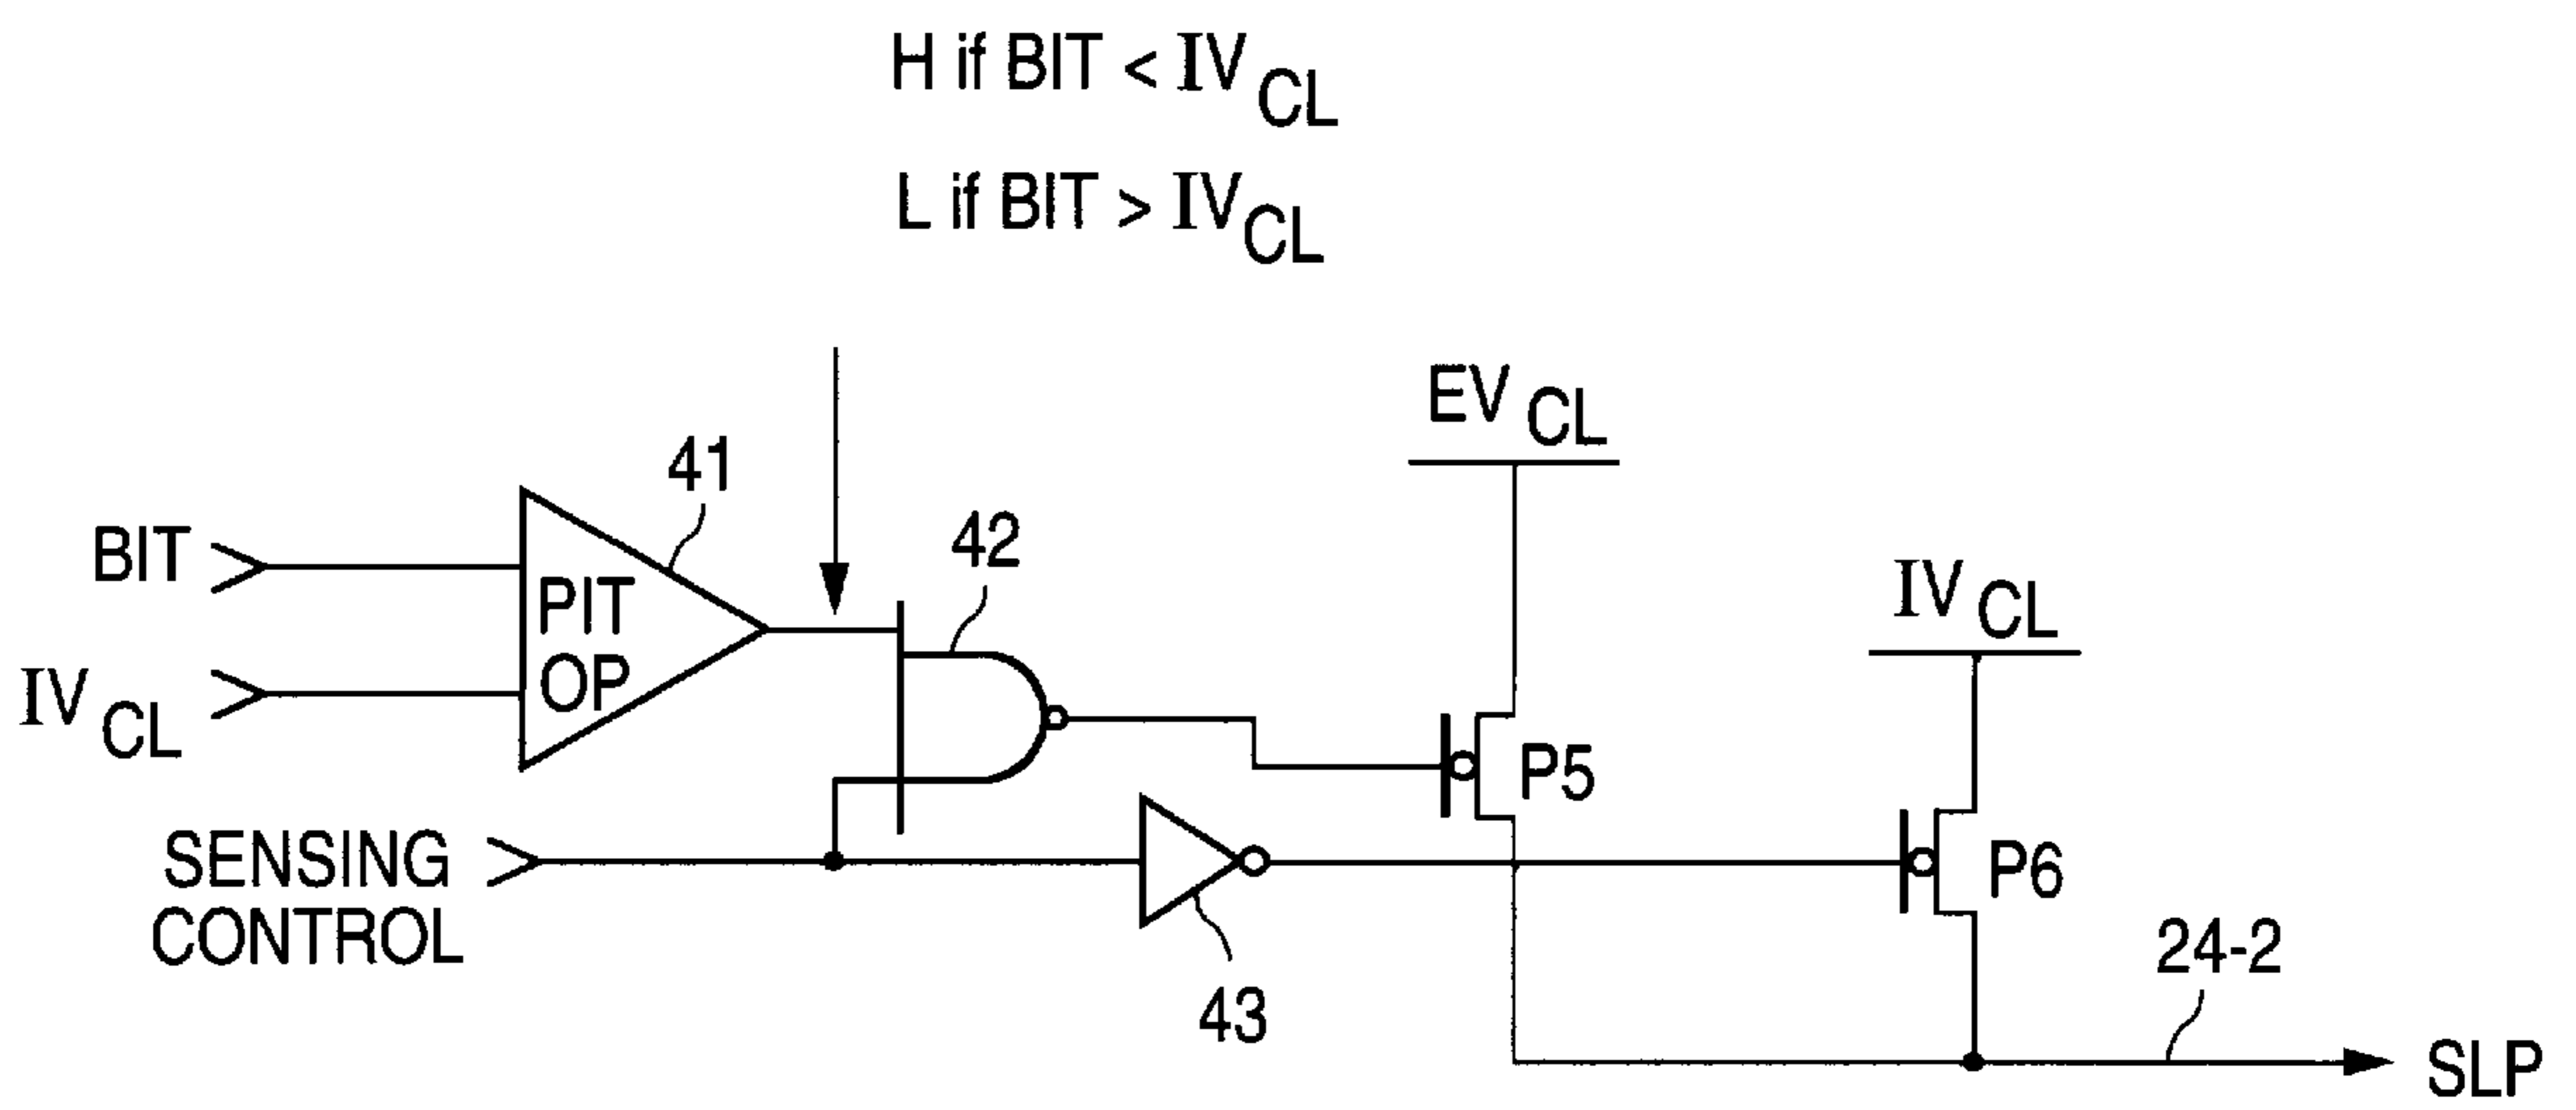 H if BIT < IVCL
L if BIT > IVCL
EVCL
41
BIT
42
IVCL
PIT
OP
P5
IVCL
SENSING
CONTROL
P6
24-2
43
SLP